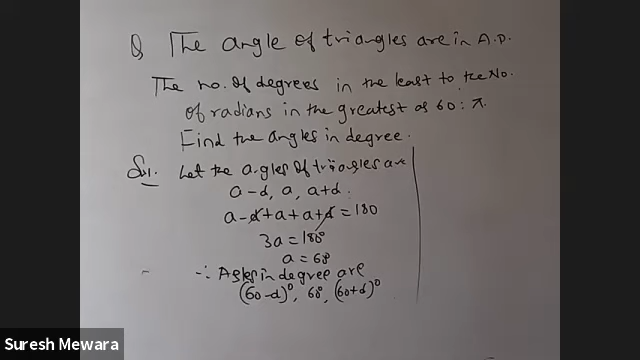 Q The angle of triangles are in A.P.
The no. of degrees in the least to the No.
of radians in the greatest as 60 : π.
Find the angles in degree.
Sol. Let the angles of triangles are
a-d, a, a+d.
a-d+a+a+d = 180
3a = 180°
a = 60°
∴ Agles in degree are
(60-d)°, 60°, (60+d)°
Suresh Mewara